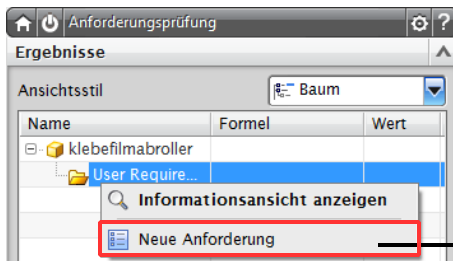 Anforderungsprüfung ?
Ergebnisse
Ansichtsstil Baum
Name Formel Wert
klebefilmabroller
User Require...
Informationsansicht anzeigen
Neue Anforderung